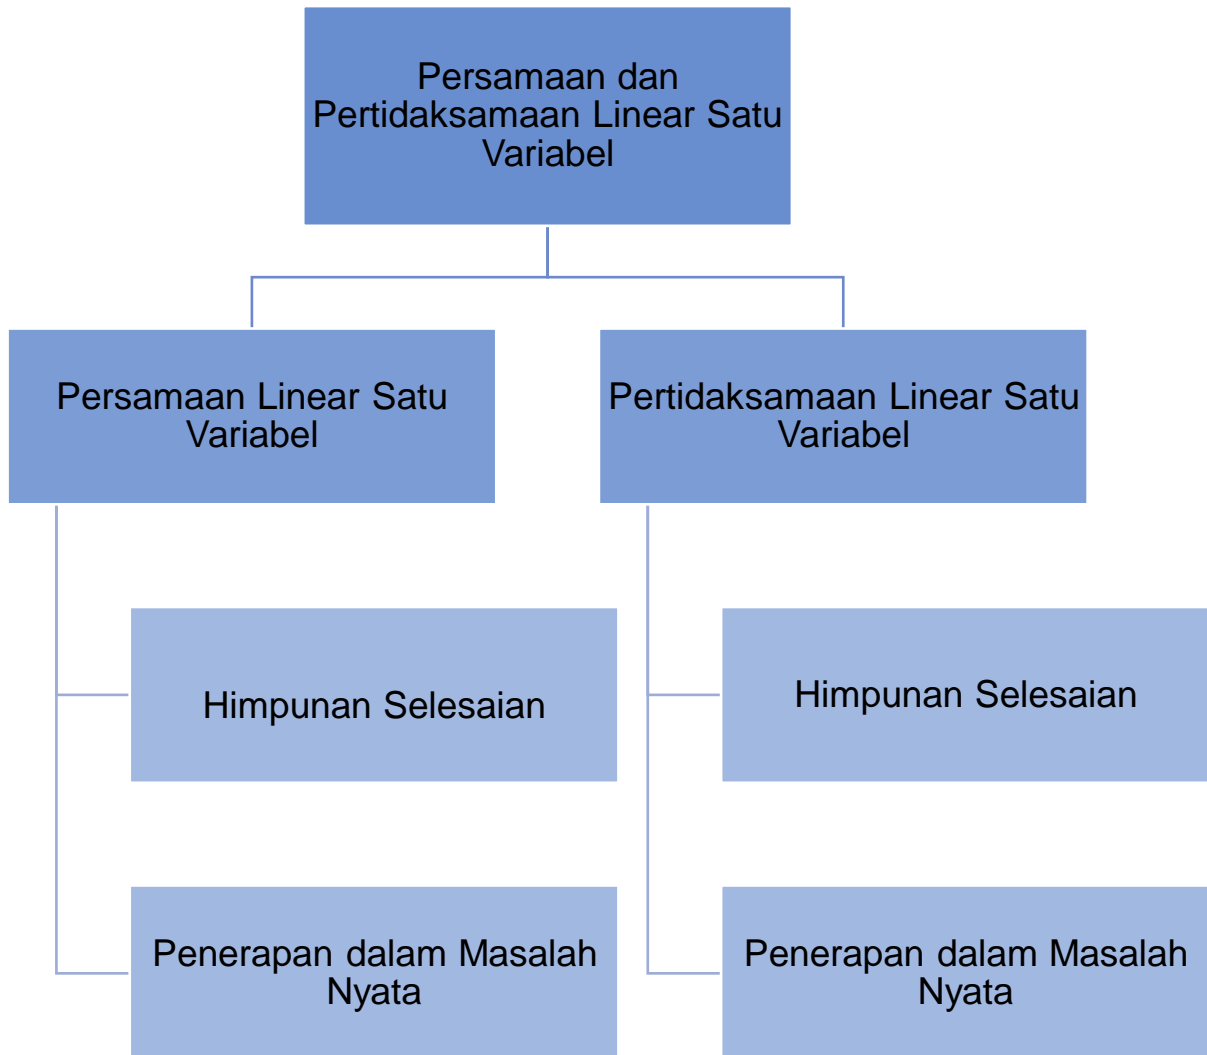 Persamaan dan
Pertidaksamaan Linear Satu
Variabel
Persamaan Linear Satu
Variabel
Pertidaksamaan Linear Satu
Variabel
Himpunan Selesaian
Himpunan Selesaian
Penerapan dalam Masalah
Nyata
Penerapan dalam Masalah
Nyata